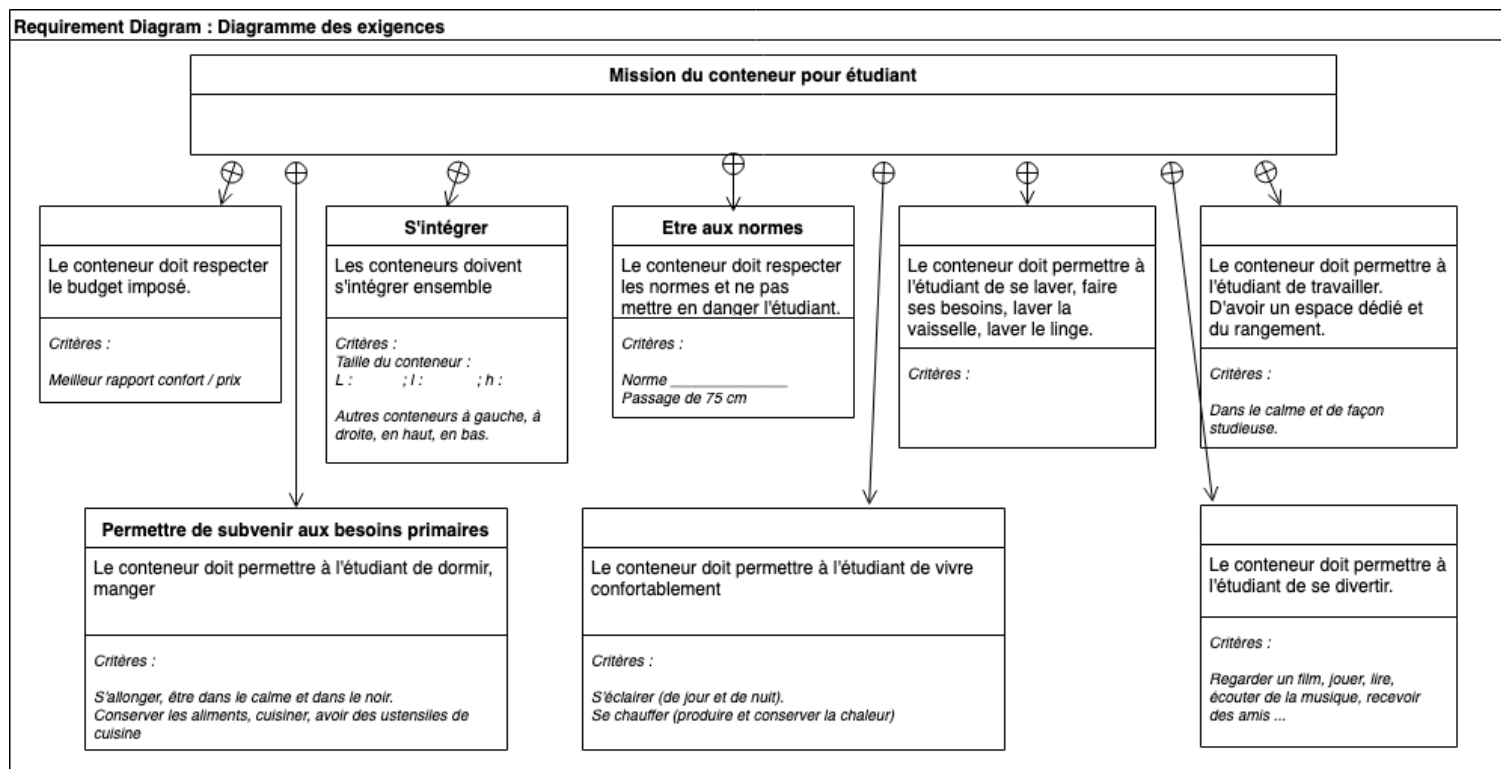 Requirement Diagram : Diagramme des exigences
Mission du conteneur pour étudiant
Le conteneur doit respecter
le budget imposé.
Critères :
Meilleur rapport confort / prix
S'intégrer
Les conteneurs doivent
s'intégrer ensemble
Critères :
Taille du conteneur :
L : ; l : ; h :
Autres conteneurs à gauche, à
droite, en haut, en bas.
Etre aux normes
Le conteneur doit respecter
les normes et ne pas
mettre en danger l'étudiant.
Critères :
Norme ______________
Passage de 75 cm
Le conteneur doit permettre à
l'étudiant de se laver, faire
ses besoins, laver la
vaisselle, laver le linge.
Critères :
Le conteneur doit permettre à
l'étudiant de travailler.
D'avoir un espace dédié et
du rangement.
Critères :
Dans le calme et de façon
studieuse.
Permettre de subvenir aux besoins primaires
Le conteneur doit permettre à l'étudiant de dormir,
manger
Critères :
S'allonger, être dans le calme et dans le noir.
Conserver les aliments, cuisiner, avoir des ustensiles de
cuisine
Le conteneur doit permettre à l'étudiant de vivre
confortablement
Critères :
S'éclairer (de jour et de nuit).
Se chauffer (produire et conserver la chaleur)
Le conteneur doit permettre à
l'étudiant de se divertir.
Critères :
Regarder un film, jouer, lire,
écouter de la musique, recevoir
des amis ...